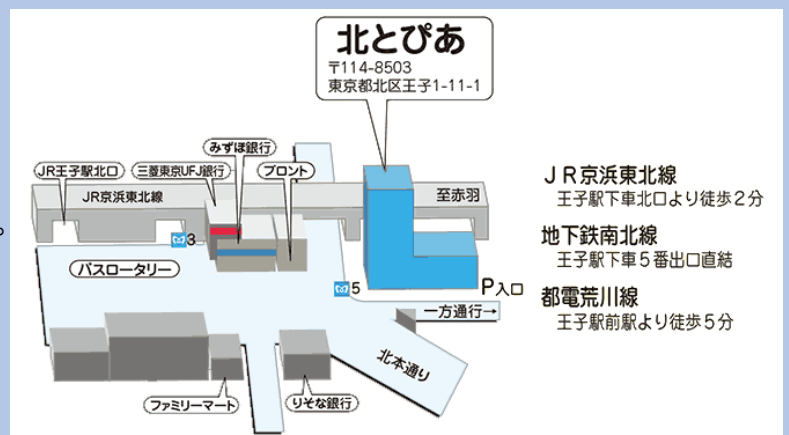 北とぴあ
〒114-8503
東京都北区王子1-11-1
みずほ銀行
JR王子駅北口
三菱東京UFJ銀行
プロント
JR京浜東北線
至赤羽
3
バスロータリー
5
P入口
一方通行→
北本通り
ファミリーマート
りそな銀行
JR京浜東北線
王子駅下車北口より徒歩2分
地下鉄南北線
王子駅下車5番出口直結
都電荒川線
王子駅前駅より徒歩5分